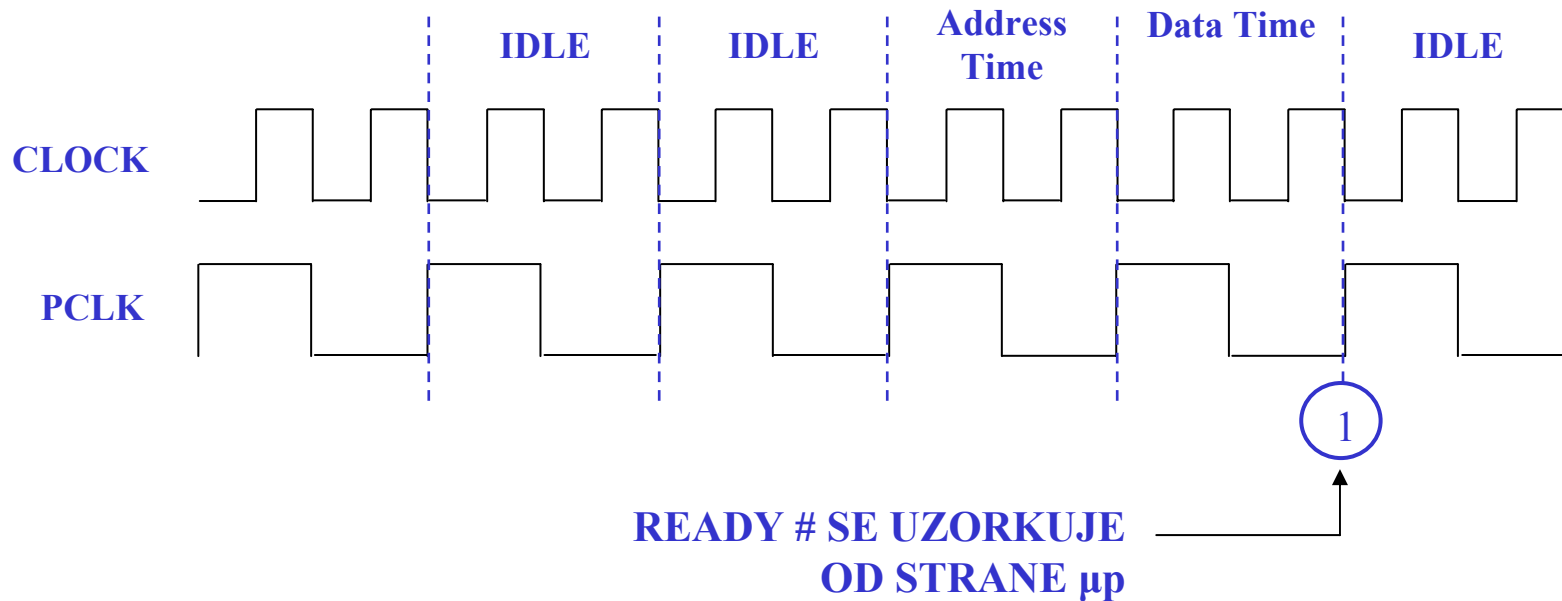 IDLE
IDLE
Address
Time
Data Time
IDLE
CLOCK
PCLK
1
READY # SE UZORKUJE
OD STRANE µp